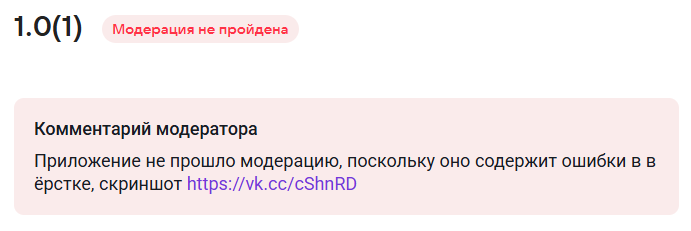 1.0(1) Модерация не пройдена
Комментарий модератора
Приложение не прошло модерацию, поскольку оно содержит ошибки в в
ёрстке, скриншот https://vk.cc/cShnRD